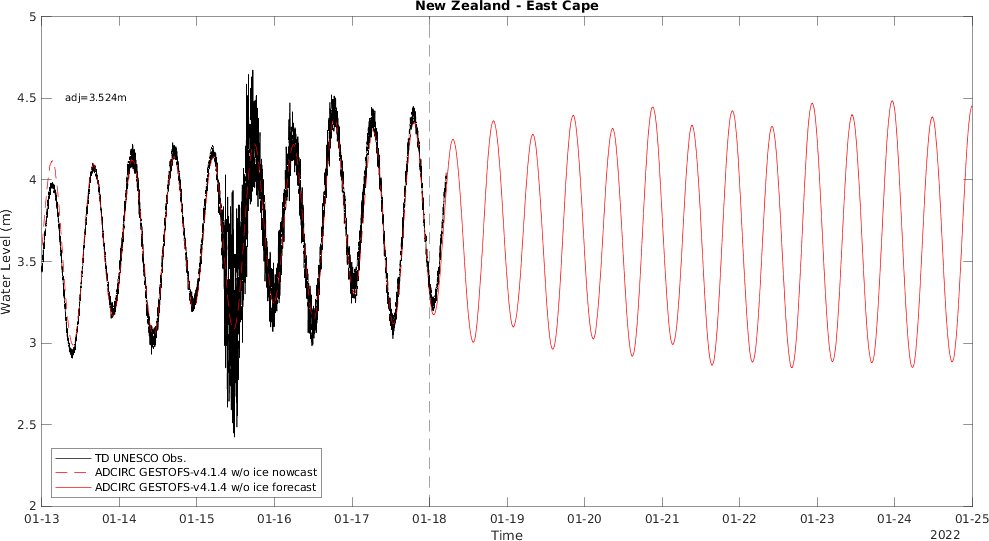 New Zealand - East Cape
5
4.5
4
3.5
3
2.5
2
Water Level (m)
adj=3.524m
TD UNESCO Obs.
ADCIRC GESTOFS-v4.1.4 w/o ice nowcast
ADCIRC GESTOFS-v4.1.4 w/o ice forecast
01-13 01-14 01-15 01-16 01-17 01-18 01-19 01-20 01-21 01-22 01-23 01-24 01-25
Time
2022